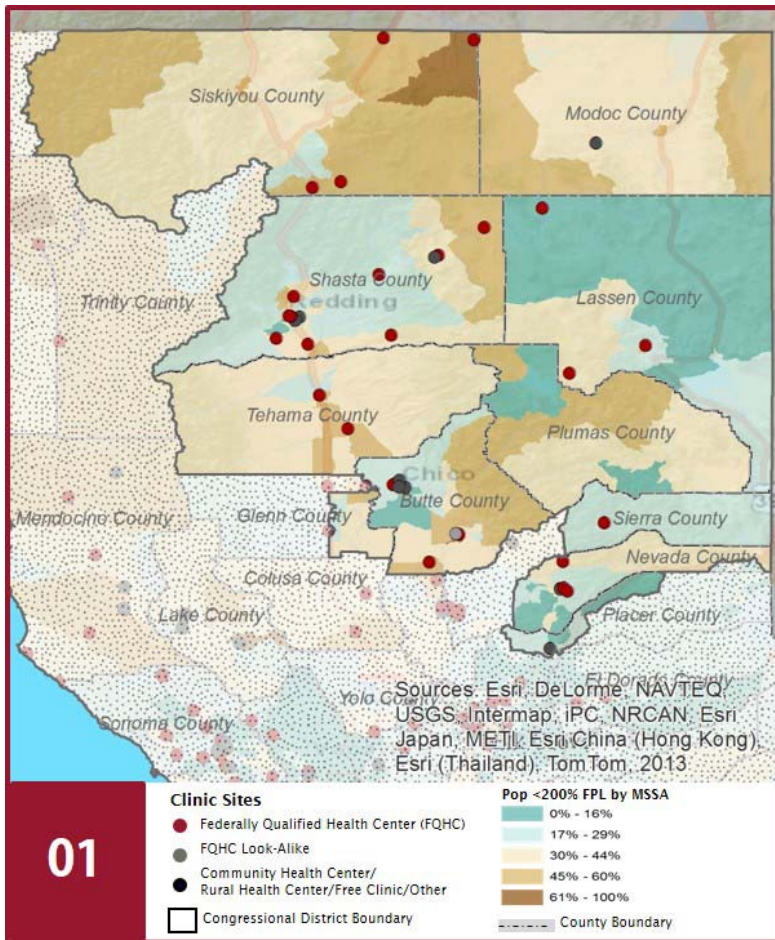 Siskiyou County
Modoc County
Trinity County
Shasta County
Redding
Lassen County
Tehama County
Plumas County
Chico
Butte County
Mendocino County
Glenn County
Sierra County
Nevada County
Colusa County
Lake County
Placer County
El Dorado County
Yolo County
Sonoma County
Sources: Esri, DeLorme, NAVTEQ,
USGS, Intermap, iPC, NRCAN, Esri
Japan, METI, Esri China (Hong Kong),
Esri (Thailand), TomTom, 2013
01
Clinic Sites
Federally Qualified Health Center (FQHC)
FQHC Look-Alike
Community Health Center/
Rural Health Center/Free Clinic/Other
Congressional District Boundary
Pop <200% FPL by MSSA
0% - 16%
17% - 29%
30% - 44%
45% - 60%
61% - 100%
County Boundary